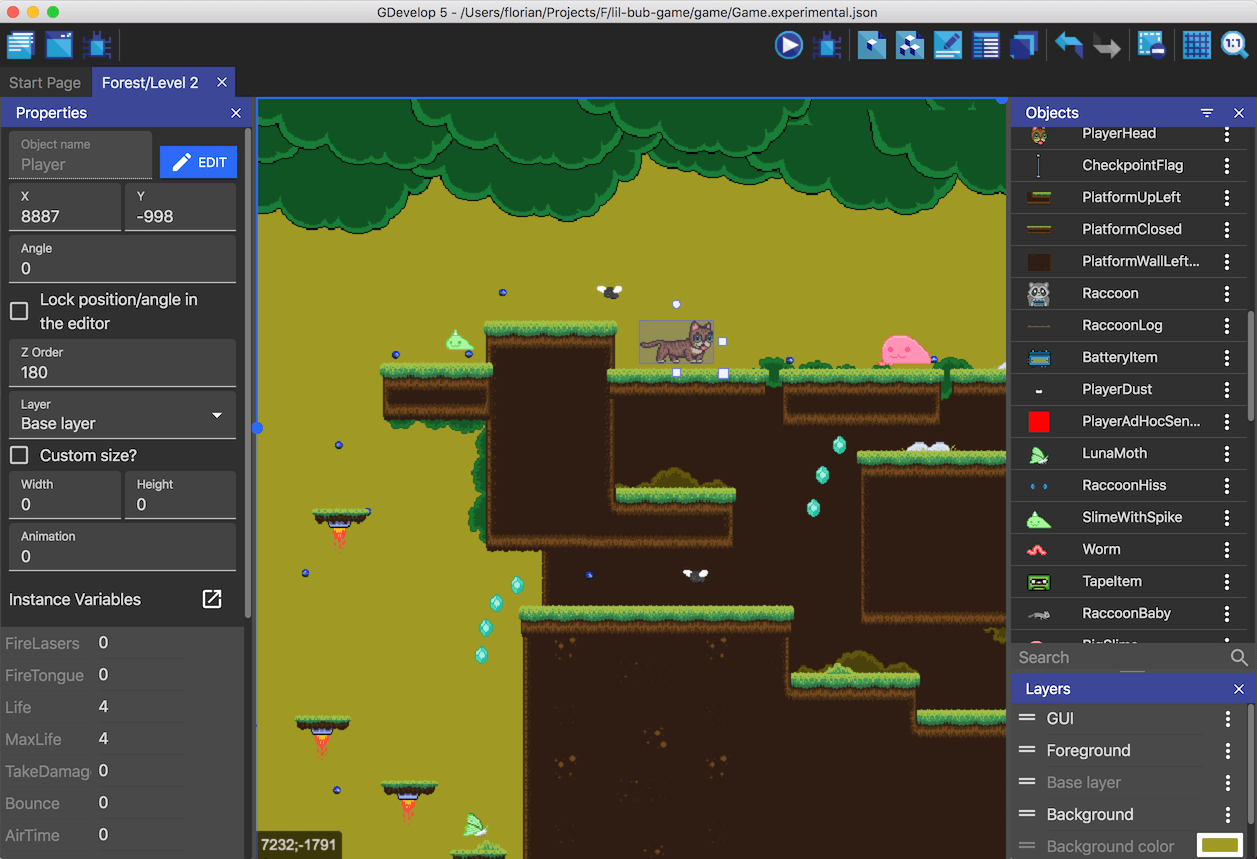 GDevelop 5 - /Users/florian/Projects/F/lil-bub-game/game/Game.experimental.json
1:1
Start Page
Forest/Level 2
Properties
Object name
Player
EDIT
X
8887
Y
-998
Angle
0
Lock position/angle in
the editor
Z Order
180
Layer
Base layer
Custom size?
Width
0
Height
0
Animation
0
Instance Variables
FireLasers 0
FireTongue 0
Life 4
MaxLife 4
TakeDamag 0
Bounce 0
AirTime 0
7232;-1791
Objects
PlayerHead
CheckpointFlag
PlatformUpLeft
PlatformClosed
PlatformWallLeft...
Raccoon
RaccoonLog
BatteryItem
PlayerDust
PlayerAdHocSen...
LunaMoth
RaccoonHiss
SlimeWithSpike
Worm
TapeItem
RaccoonBaby
BigSlime
Search
Layers
GUI
Foreground
Base layer
Background
Background color